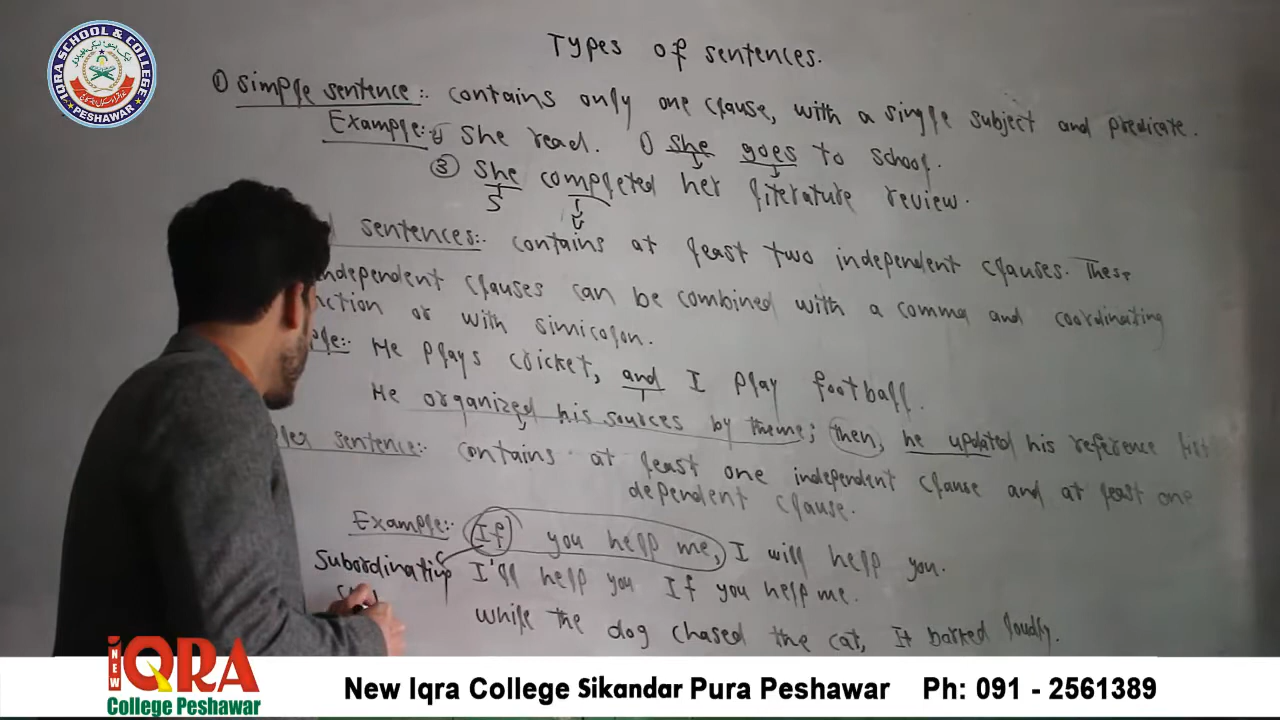 IQRA SCHOOL & COLLEGE
PESHAWAR
Types of sentences.
① simple sentence:. contains only one clause, with a single subject and predicate.
Example:. She read. ① She goes to school.
③ She completed her literature review.
S
sentences:. contains at least two independent clauses. These
independent clauses can be combined with a comma and coordinating
nction or with simicolon.
ple:. He plays cricket, and I play football.
He organized his sources by theme; then, he updated his reference list
plex sentence:. contains at least one independent clause and at least one
dependent clause.
Example:. If you help me, I will help you.
Subordinating I'll help you If you help me.
while the dog chased the cat, It barked loudly.
NEW IQRA
College Peshawar
New Iqra College Sikandar Pura Peshawar Ph: 091 - 2561389